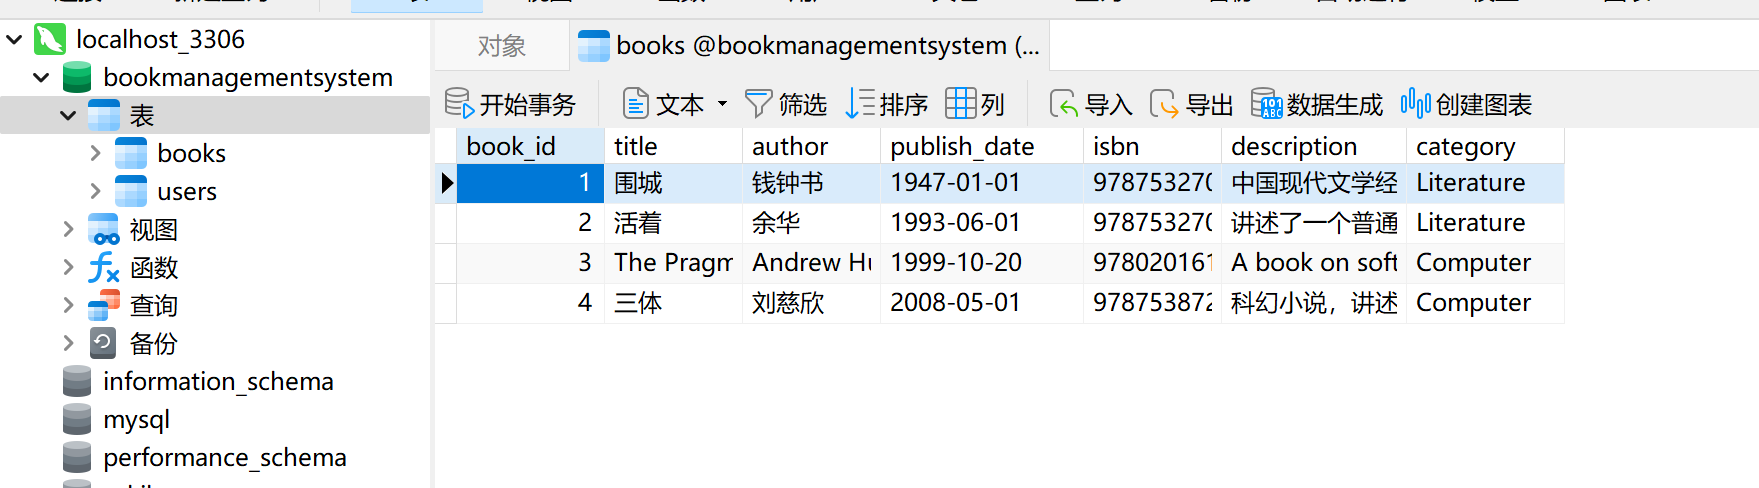 localhost_3306
bookmanagementsystem
表
books
users
视图
函数
查询
备份
information_schema
mysql
performance_schema
对象 books @bookmanagementsystem (...
开始事务 文本 筛选 排序 列 导入 导出 数据生成 创建图表
book_id title author publish_date isbn description category
1 围城 钱钟书 1947-01-01 978753270 中国现代文学经 Literature
2 活着 余华 1993-06-01 978753270 讲述了一个普通 Literature
3 The Pragm Andrew Hu 1999-10-20 978020161 A book on soft Computer
4 三体 刘慈欣 2008-05-01 978753872 科幻小说，讲述 Computer